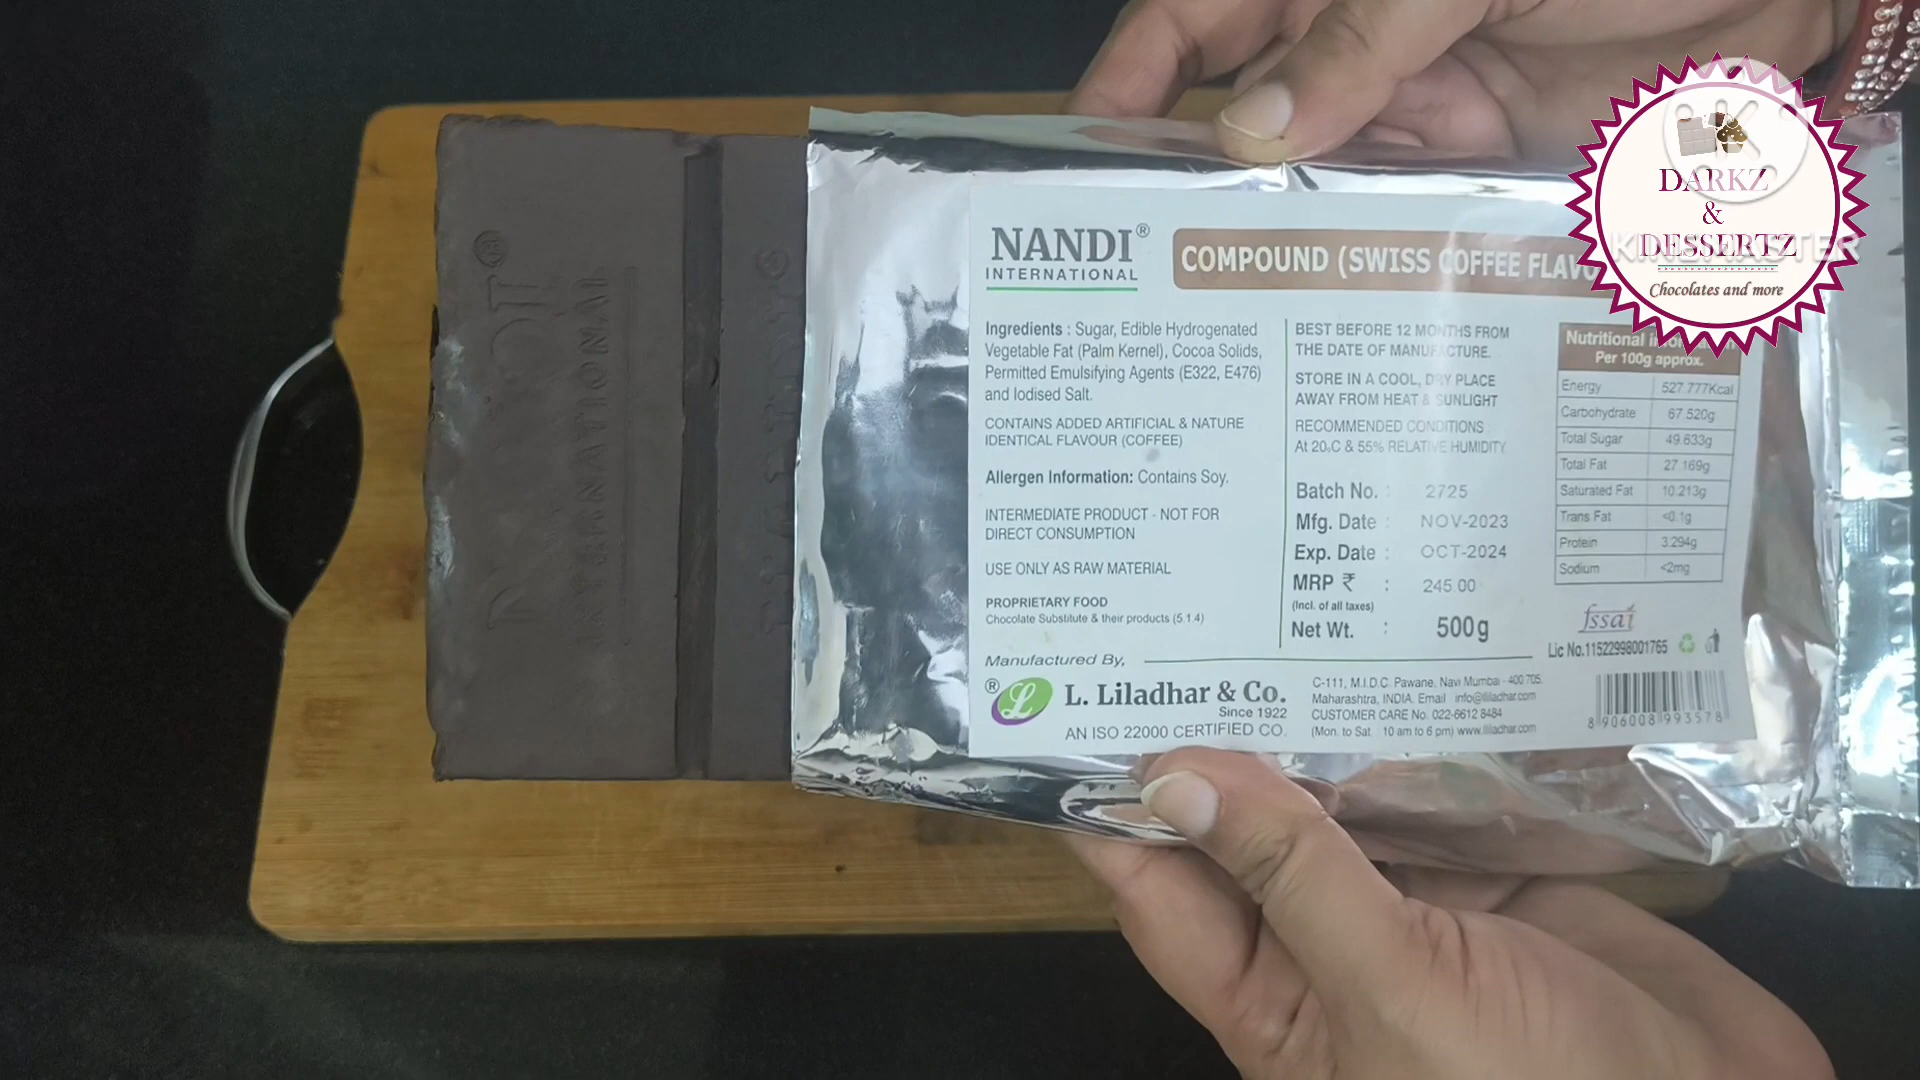 NANDI®
INTERNATIONAL
COMPOUND (SWISS COFFEE FLAVO
Ingredients : Sugar, Edible Hydrogenated
Vegetable Fat (Palm Kernel), Cocoa Solids,
Permitted Emulsifying Agents (E322, E476)
and Iodised Salt.
CONTAINS ADDED ARTIFICIAL & NATURE
IDENTICAL FLAVOUR (COFFEE)
Allergen Information: Contains Soy.
INTERMEDIATE PRODUCT - NOT FOR
DIRECT CONSUMPTION
USE ONLY AS RAW MATERIAL
PROPRIETARY FOOD
Chocolate Substitute & their products (5.1.4)
BEST BEFORE 12 MONTHS FROM
THE DATE OF MANUFACTURE.
STORE IN A COOL, DRY PLACE
AWAY FROM HEAT & SUNLIGHT
RECOMMENDED CONDITIONS
At 20°C & 55% RELATIVE HUMIDITY
Batch No. : 2725
Mfg. Date : NOV-2023
Exp. Date : OCT-2024
MRP ₹ : 245.00
(Incl. of all taxes)
Net Wt. : 500g
Nutritional
Per 100g approx.
Energy 527.777Kcal
Carbohydrate 67.520g
Total Sugar 49.633g
Total Fat 27.169g
Saturated Fat 10.213g
Trans Fat <0.1g
Protein 3.294g
Sodium <2mg
fssai
Lic No.11522998001765
Manufactured By,
® L
L. Liladhar & Co.
Since 1922
AN ISO 22000 CERTIFIED CO.
C-111, M.I.D.C. Pawane, Navi Mumbai - 400 705.
Maharashtra, INDIA. Email : info@lliladhar.com
CUSTOMER CARE No. 022-6612 8484
(Mon. to Sat. : 10 am to 6 pm) www.lliladhar.com
8 906008 993578
INTERNATIONAL
DARKZ
&
DESSERTZ
Chocolates and more
KINEMASTER